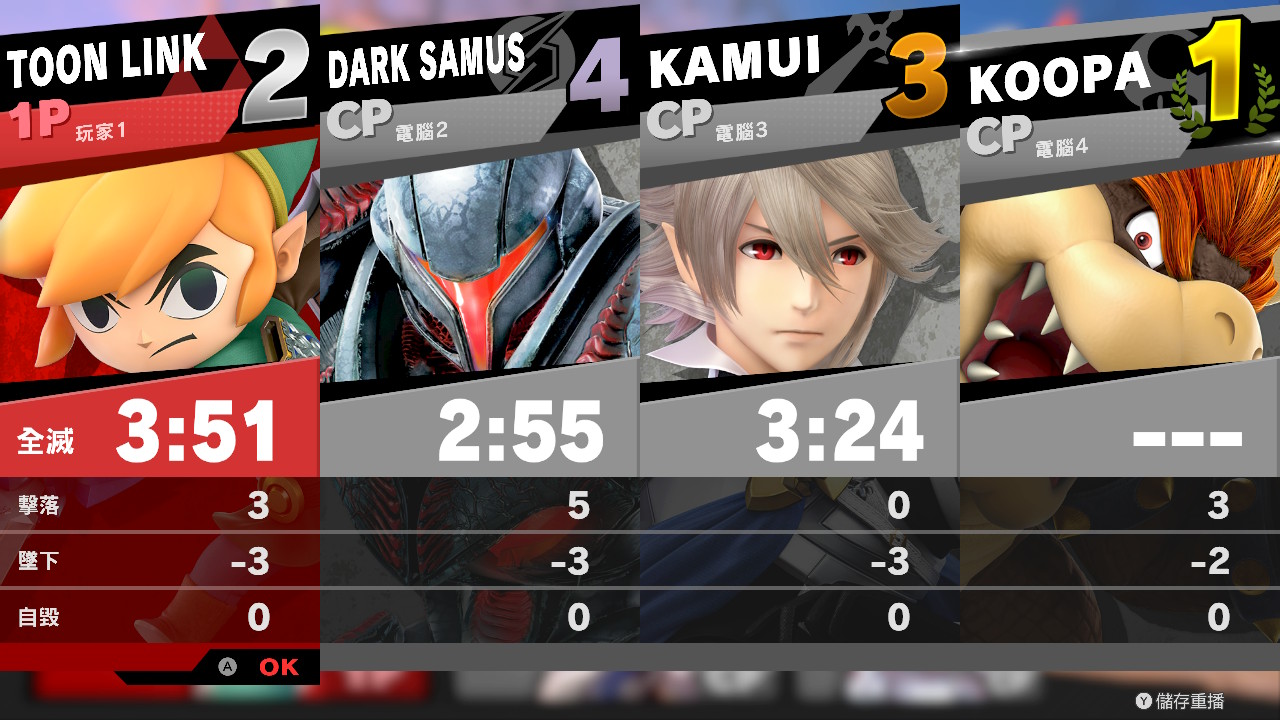 TOON LINK 2
1P 玩家1
DARK SAMUS 4
CP 電腦2
KAMUI 3
CP 電腦3
KOOPA 1
CP 電腦4
全滅 3:51 2:55 3:24 ---
擊落 3 5 0 3
墜下 -3 -3 -3 -2
自毀 0 0 0 0
A OK
Y 儲存重播